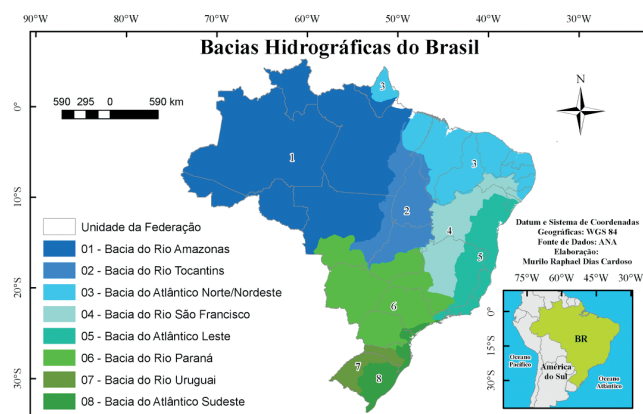 90°W 80°W 70°W 60°W 50°W 40°W 30°W
Bacias Hidrográficas do Brasil
590 295 0 590 km
N
0°
10°S
20°S
30°S
3
1
3
2
4
5
6
7
8
Unidade da Federação
01 - Bacia do Rio Amazonas
02 - Bacia do Rio Tocantins
03 - Bacia do Atlântico Norte/Nordeste
04 - Bacia do Rio São Francisco
05 - Bacia do Atlântico Leste
06 - Bacia do Rio Paraná
07 - Bacia do Rio Uruguai
08 - Bacia do Atlântico Sudeste
Datum e Sistema de Coordenadas
Geográficas: WGS 84
Fonte de Dados: ANA
Elaboração:
Murilo Raphael Dias Cardoso
75°W 60°W 45°W 30°W
0°
15°S
30°S
BR
Oceano
Pacífico
América
do Sul
Oceano
Atlântico